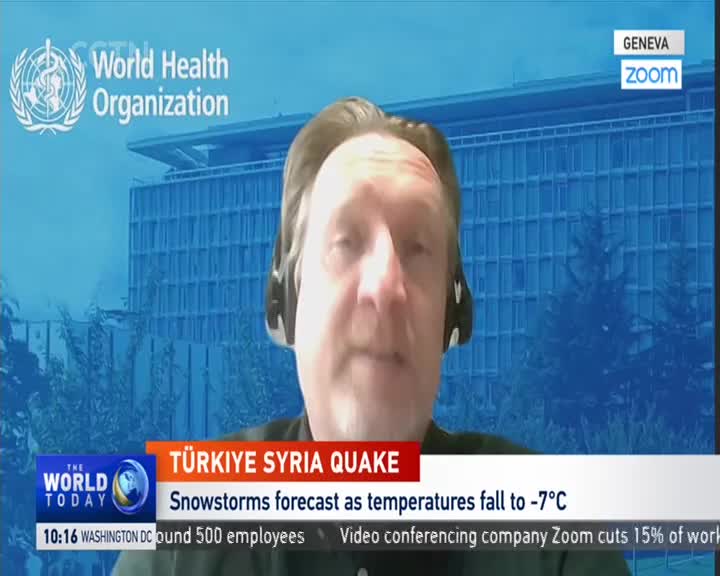 CGTN
World Health
Organization
GENEVA
zoom
TÜRKIYE SYRIA QUAKE
THE
WORLD
TODAY
Snowstorms forecast as temperatures fall to -7°C
10:16 WASHINGTON DC
ound 500 employees Video conferencing company Zoom cuts 15% of work